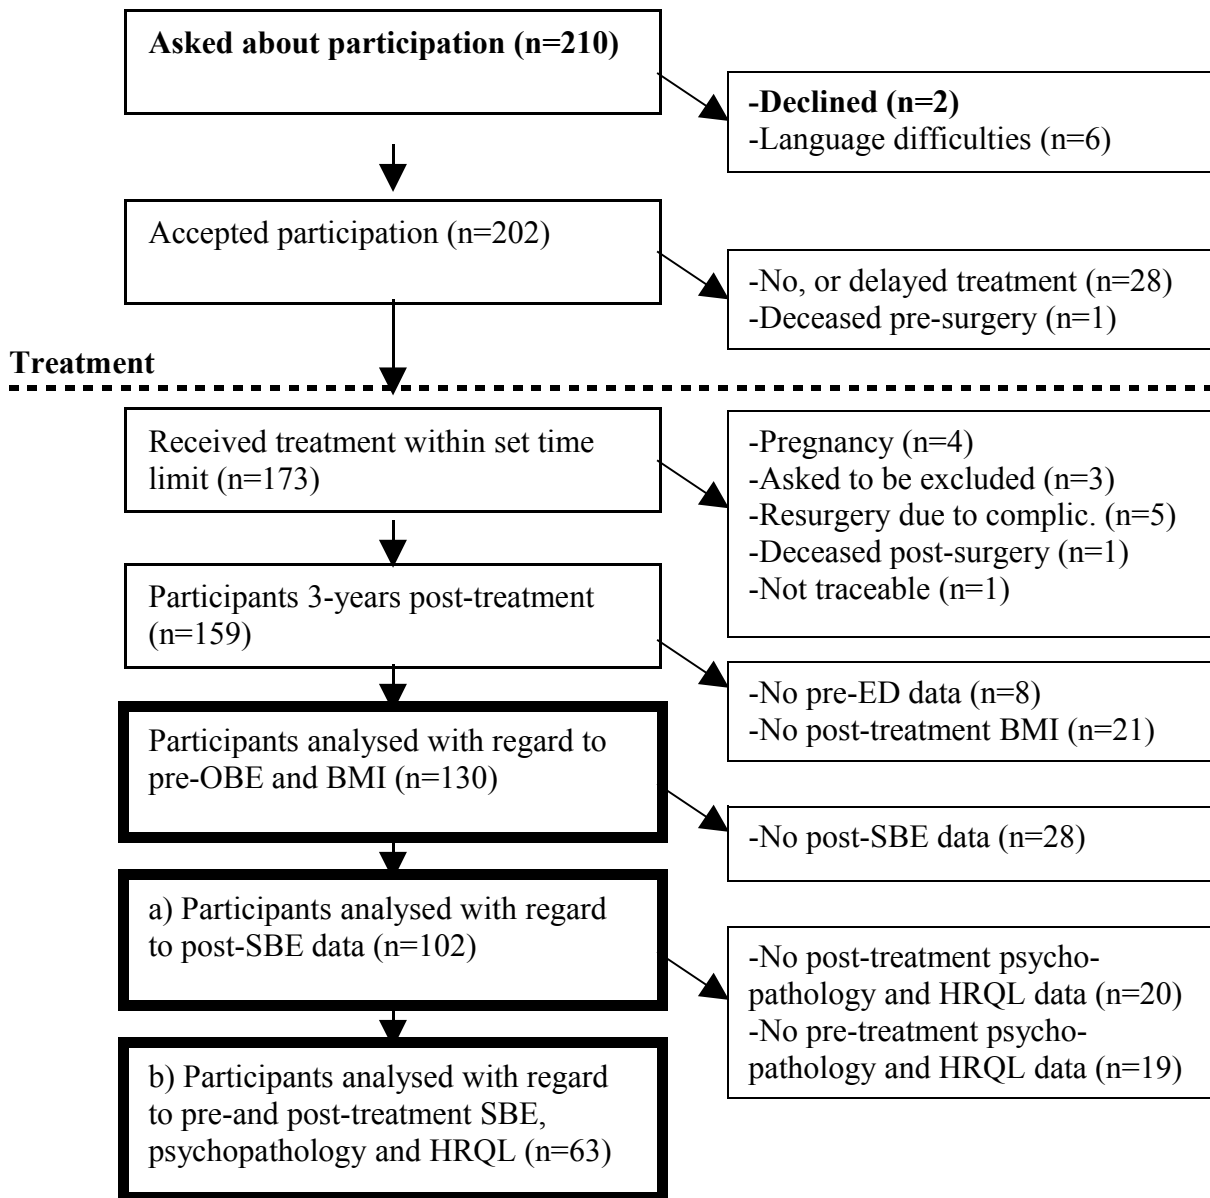 Asked about participation (n=210)
-Declined (n=2)
-Language difficulties (n=6)
Accepted participation (n=202)
-No, or delayed treatment (n=28)
-Deceased pre-surgery (n=1)
Treatment
Received treatment within set time
limit (n=173)
-Pregnancy (n=4)
-Asked to be excluded (n=3)
-Resurgery due to complic. (n=5)
-Deceased post-surgery (n=1)
-Not traceable (n=1)
Participants 3-years post-treatment
(n=159)
-No pre-ED data (n=8)
-No post-treatment BMI (n=21)
Participants analysed with regard to
pre-OBE and BMI (n=130)
-No post-SBE data (n=28)
a) Participants analysed with regard
to post-SBE data (n=102)
-No post-treatment psycho-
pathology and HRQL data (n=20)
-No pre-treatment psycho-
pathology and HRQL data (n=19)
b) Participants analysed with regard
to pre-and post-treatment SBE,
psychopathology and HRQL (n=63)